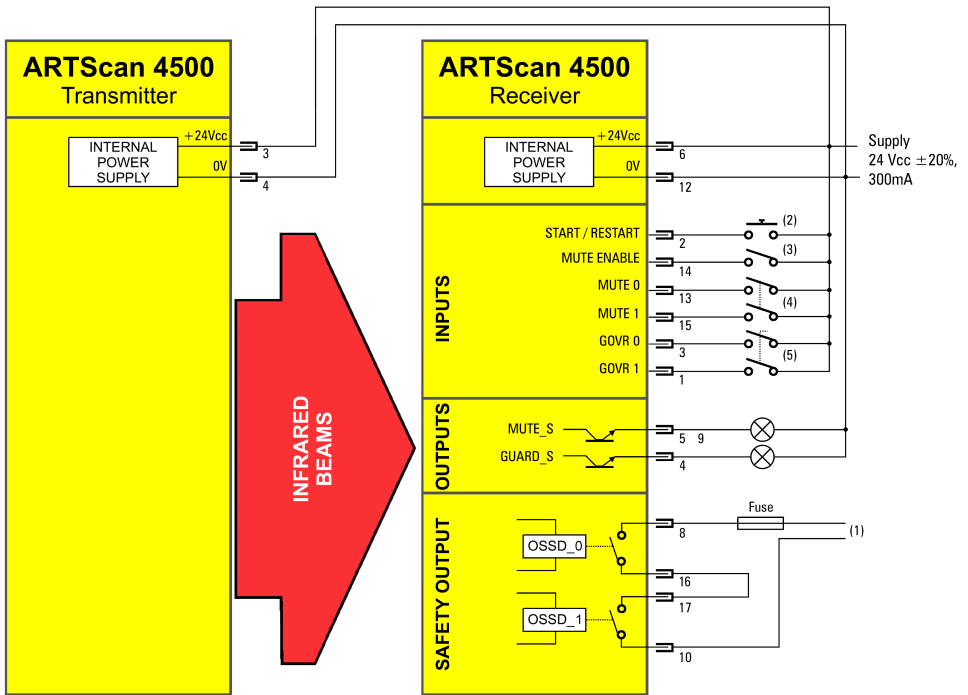 ARTScan 4500
Transmitter
INTERNAL
POWER
SUPPLY
+24Vcc
0V
3
4
INFRARED
BEAMS
ARTScan 4500
Receiver
INTERNAL
POWER
SUPPLY
+24Vcc
0V
6
12
Supply
24 Vcc ±20%,
300mA
INPUTS
START / RESTART
2
(2)
MUTE ENABLE
14
(3)
MUTE 0
13
MUTE 1
15
(4)
GOVR 0
3
GOVR 1
1
(5)
OUTPUTS
MUTE_S
5 9
GUARD_S
4
SAFETY OUTPUT
OSSD_0
8
Fuse
(1)
16
17
OSSD_1
10